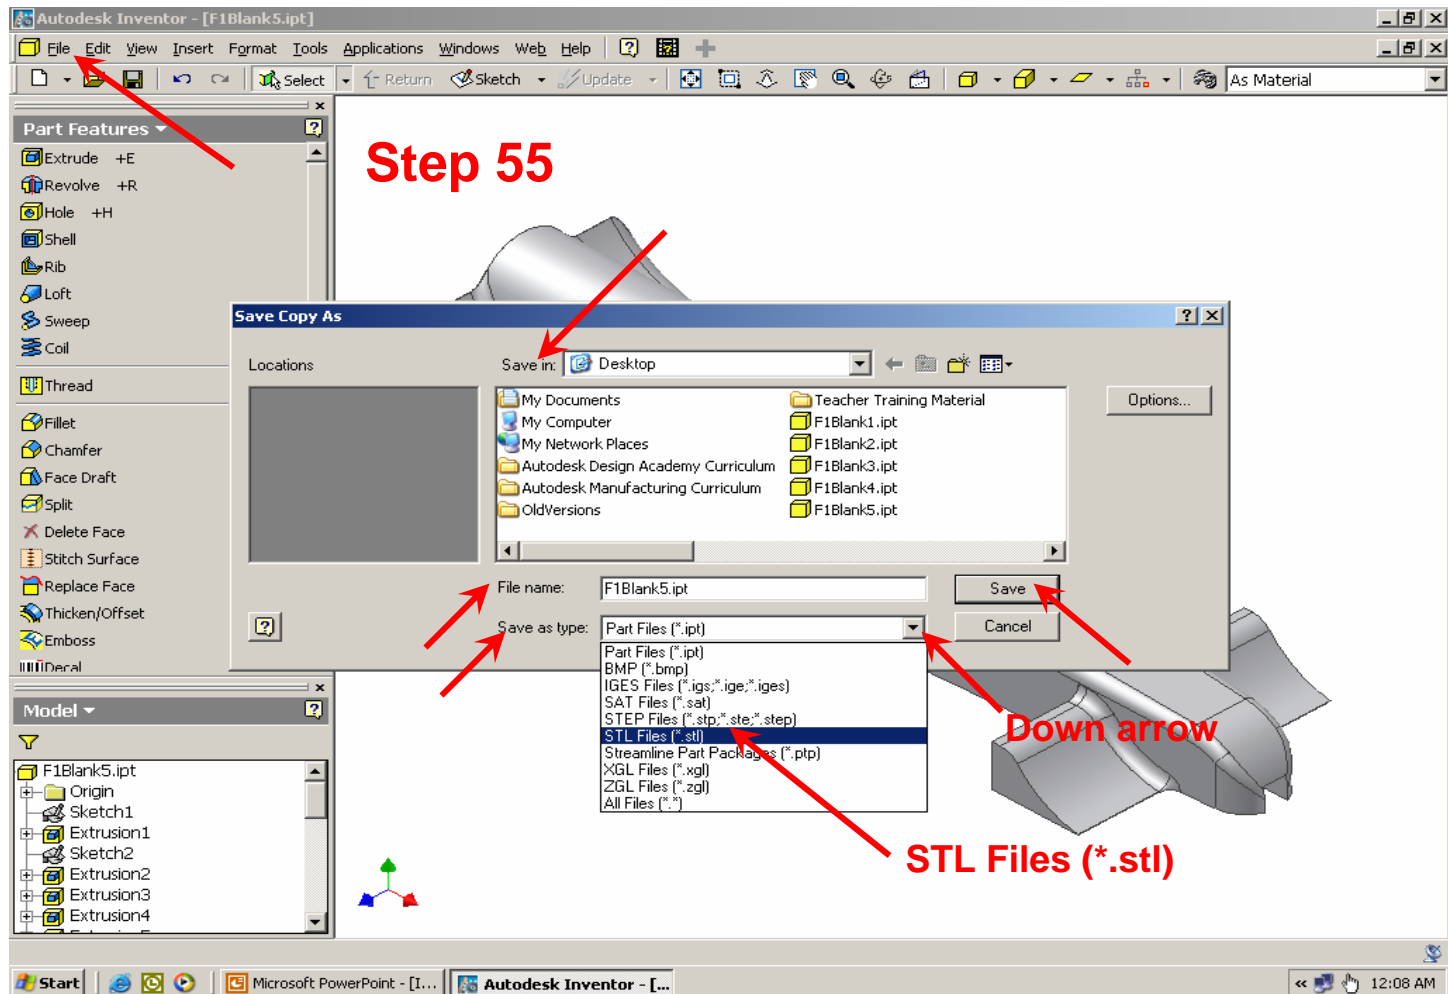 Autodesk Inventor - [F1Blank5.ipt]
File Edit View Insert Format Tools Applications Windows Web Help
Select Return Sketch Update As Material
Part Features
Step 55
Extrude +E
Revolve +R
Hole +H
Shell
Rib
Loft
Sweep
Coil
Thread
Fillet
Chamfer
Face Draft
Split
Delete Face
Stitch Surface
Replace Face
Thicken/Offset
Emboss
Decal
Save Copy As
Locations
Save in: Desktop
My Documents
My Computer
My Network Places
Autodesk Design Academy Curriculum
Autodesk Manufacturing Curriculum
OldVersions
Teacher Training Material
F1Blank1.ipt
F1Blank2.ipt
F1Blank3.ipt
F1Blank4.ipt
F1Blank5.ipt
Options...
File name: F1Blank5.ipt
Save
Save as type: Part Files (*.ipt)
Cancel
Part Files (*.ipt)
BMP (*.bmp)
IGES Files (*.igs;*.ige;*.iges)
SAT Files (*.sat)
STEP Files (*.stp;*.ste;*.step)
STL Files (*.stl)
Streamline Part Packages (*.ptp)
XGL Files (*.xgl)
ZGL Files (*.zgl)
All Files (*.*)
Down arrow
STL Files (*.stl)
Model
F1Blank5.ipt
Origin
Sketch1
Extrusion1
Sketch2
Extrusion2
Extrusion3
Extrusion4
Start
Microsoft PowerPoint - [I...
Autodesk Inventor - [...
12:08 AM